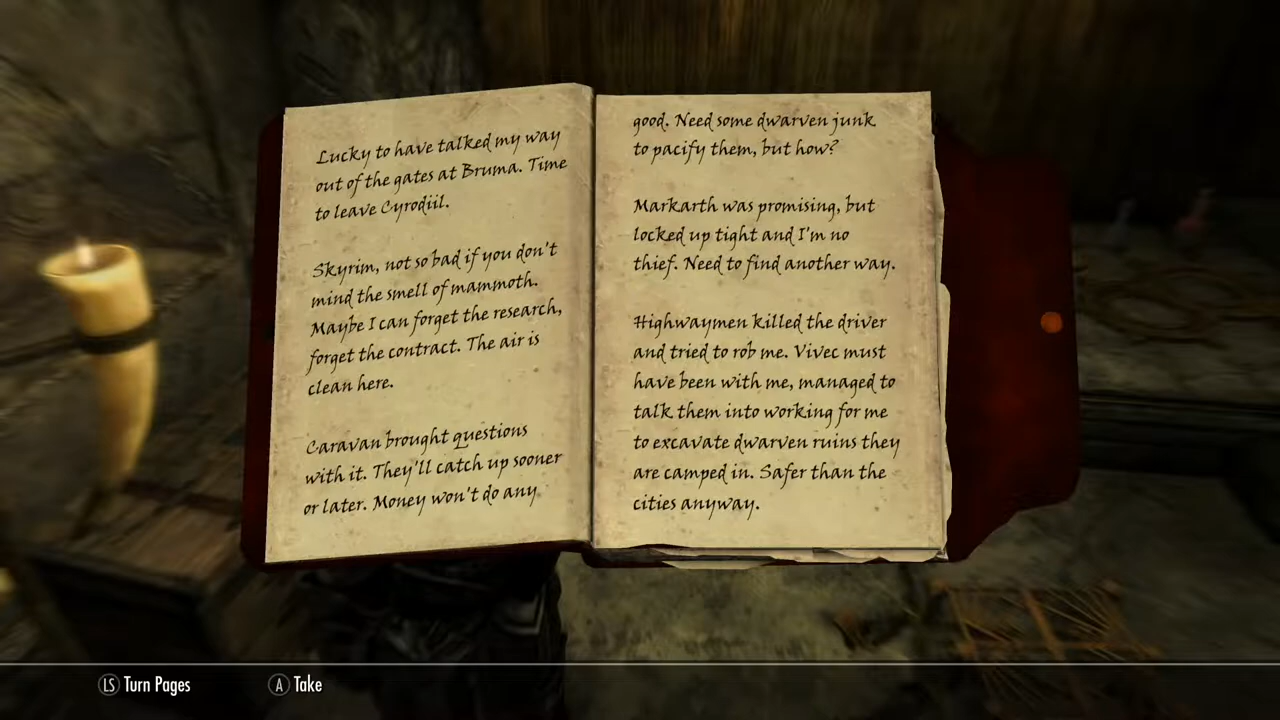 Lucky to have talked my way
out of the gates at Bruma. Time
to leave Cyrodiil.
Skyrim, not so bad if you don't
mind the smell of mammoth.
Maybe I can forget the research,
forget the contract. The air is
clean here.
Caravan brought questions
with it. They'll catch up sooner
or later. Money won't do any
good. Need some dwarven junk
to pacify them, but how?
Markarth was promising, but
locked up tight and I'm no
thief. Need to find another way.
Highwaymen killed the driver
and tried to rob me. Vivec must
have been with me, managed to
talk them into working for me
to excavate dwarven ruins they
are camped in. Safer than the
cities anyway.
LS Turn Pages
A Take